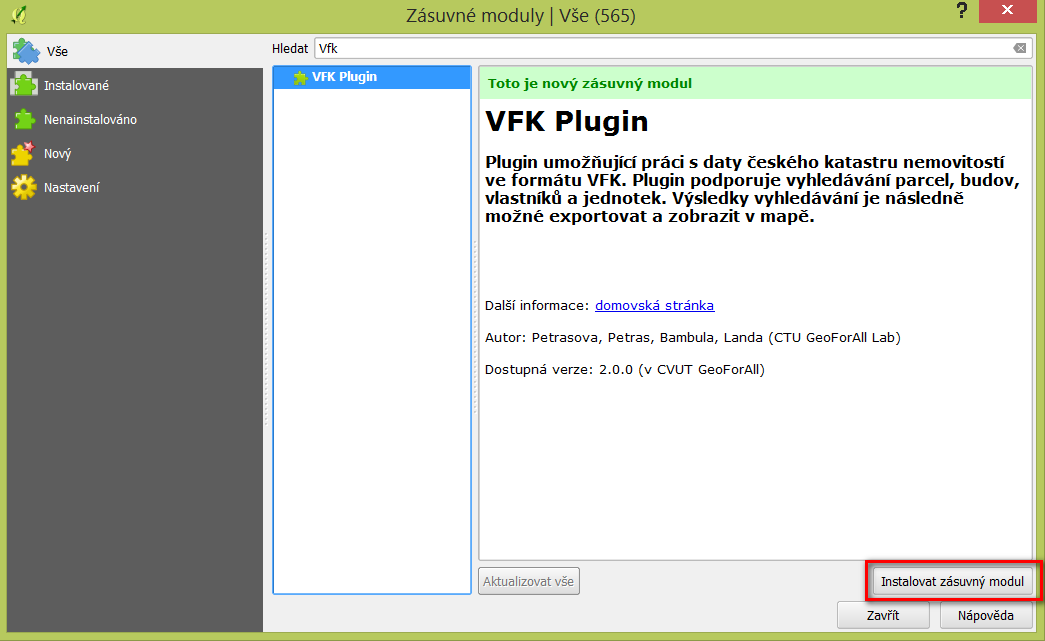 Zásuvné moduly | Vše (565)
?
Vše
Instalované
Nenainstalováno
Nový
Nastavení
Hledat Vfk
VFK Plugin
Toto je nový zásuvný modul
VFK Plugin
Plugin umožňující práci s daty českého katastru nemovitostí
ve formátu VFK. Plugin podporuje vyhledávání parcel, budov,
vlastníků a jednotek. Výsledky vyhledávání je následně
možné exportovat a zobrazit v mapě.
Další informace: domovská stránka
Autor: Petrasova, Petras, Bambula, Landa (CTU GeoForAll Lab)
Dostupná verze: 2.0.0 (v CVUT GeoForAll)
Aktualizovat vše
Instalovat zásuvný modul
Zavřít
Nápověda